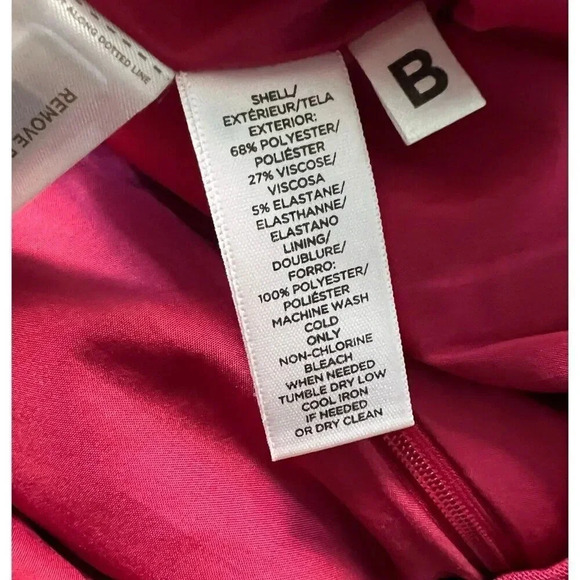 ALONG DOTTED LINE
REMOVE
B
SHELL/
EXTÉRIEUR/TELA
EXTERIOR:
68% POLYESTER/
POLIÉSTER
27% VISCOSE/
VISCOSA
5% ELASTANE/
ELASTHANNE/
ELASTANO
LINING/
DOUBLURE/
FORRO:
100% POLYESTER/
POLIÉSTER
MACHINE WASH
COLD
ONLY
NON-CHLORINE
BLEACH
WHEN NEEDED
TUMBLE DRY LOW
COOL IRON
IF NEEDED
OR DRY CLEAN